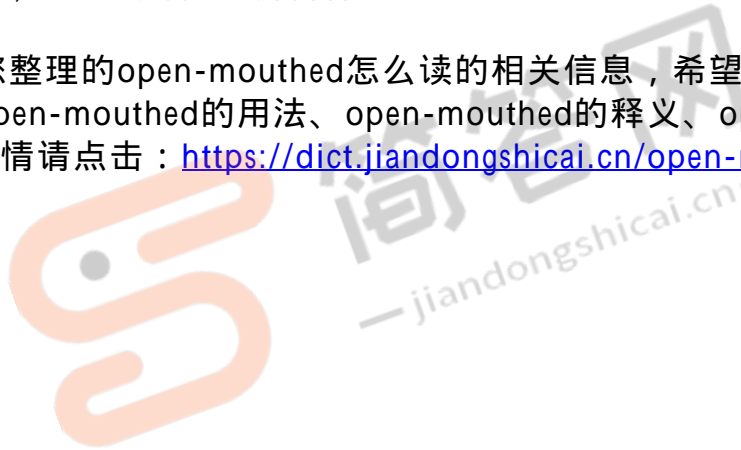 整理的open-mouthed怎么读的相关信息，希望
pen-mouthed的用法、open-mouthed的释义、o
情请点击：https://dict.jiandongshicai.cn/open-
简答网
jiandongshicai.cn